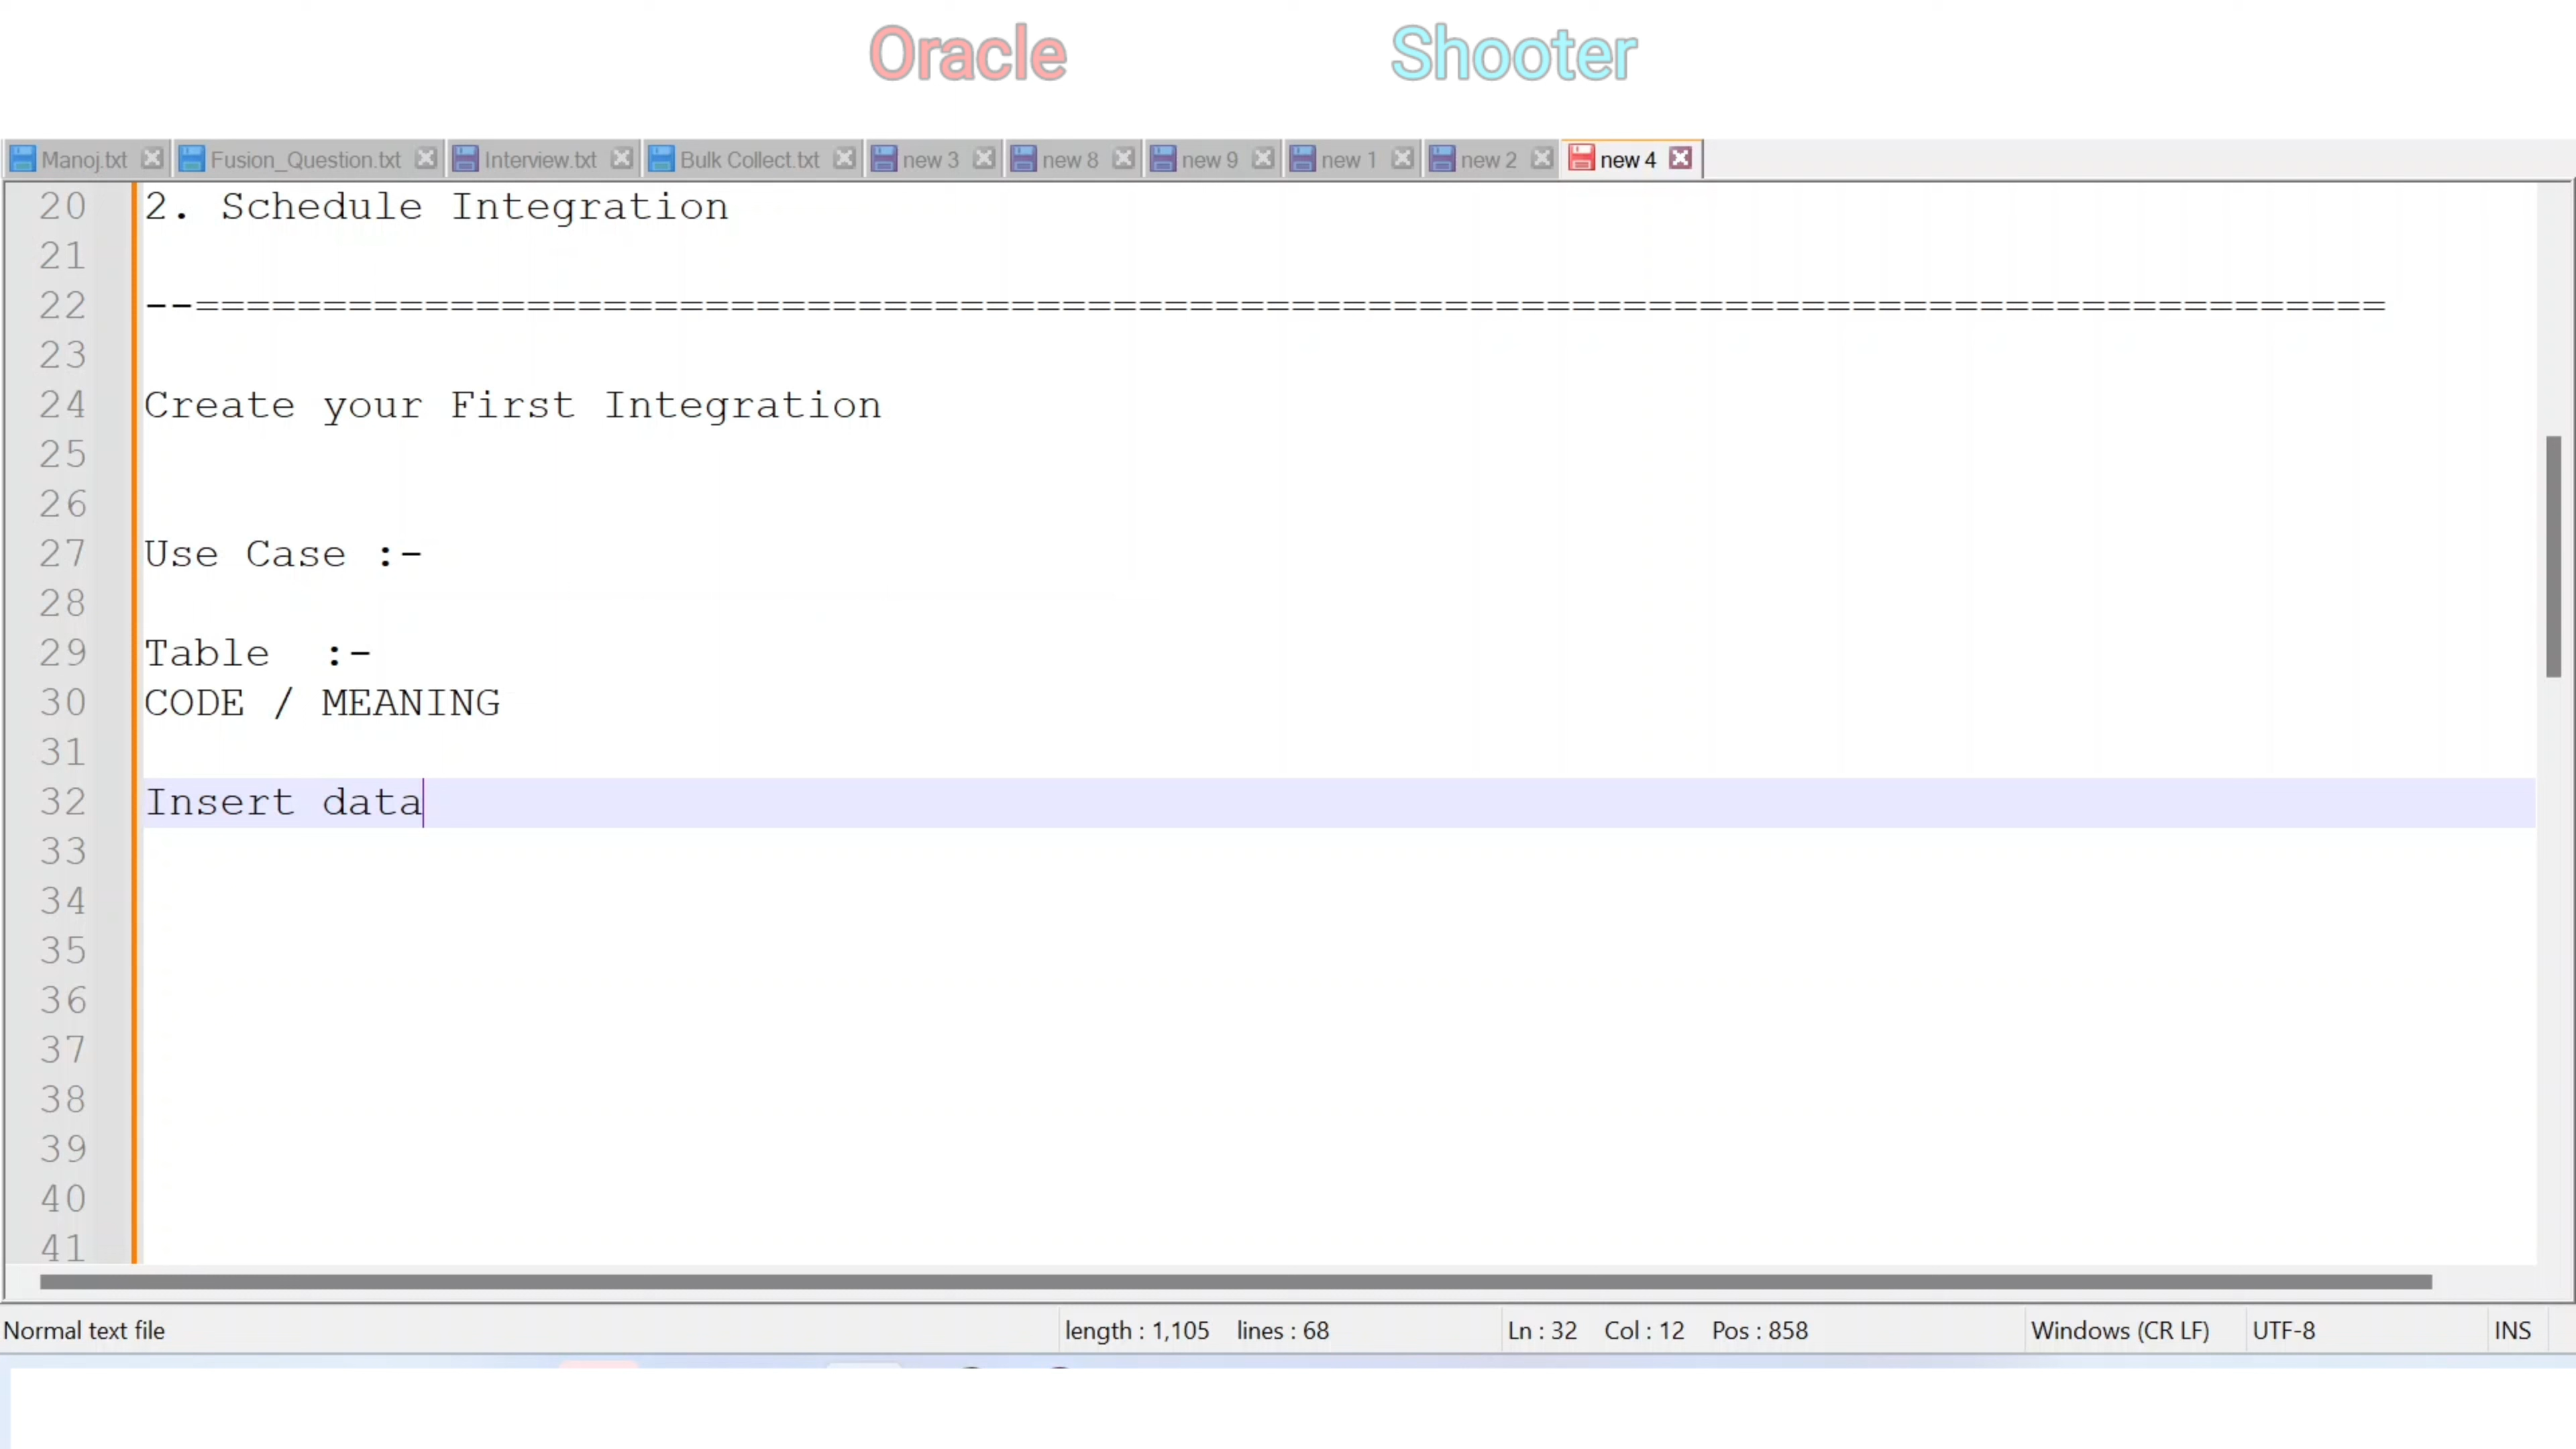 Oracle Shooter
Manoj.txt Fusion_Question.txt Interview.txt Bulk Collect.txt new 3 new 8 new 9 new 1 new 2 new 4
20 2. Schedule Integration
21
22 --======================================================================================
23
24 Create your First Integration
25
26
27 Use Case :-
28
29 Table  :-
30 CODE / MEANING
31
32 Insert data
33
34
35
36
37
38
39
40
41
Normal text file length : 1,105 lines : 68 Ln : 32 Col : 12 Pos : 858 Windows (CR LF) UTF-8 INS